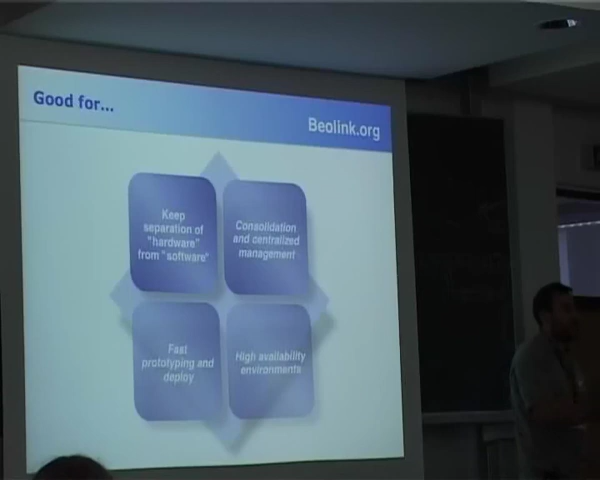 Good for...
Beolink.org
Keep
separation of
"hardware"
from "software"
Consolidation
and centralized
management
Fast
prototyping and
deploy
High availability
environments